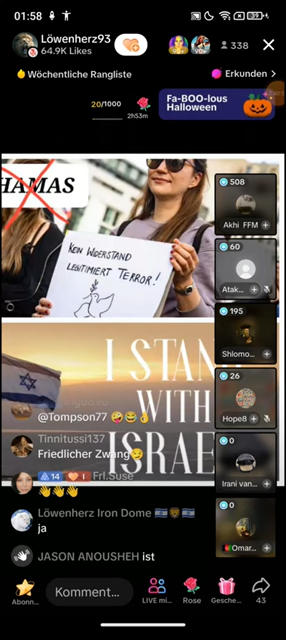 01:58
Löwenherz93
64.9K Likes
338
Wöchentliche Rangliste
Erkunden >
20/1000
2h53m
Fa-BOO-lous
Halloween
HAMAS
KEIN WIDERSTAND
LEGITIMIERT TERROR!
508
Akhi FFM
60
Atak...
195
Shlomo...
26
Hope8
0
Irani van...
0
Omar...
I STAN
WITH
ISRAE
@Tompson77 🤪😂👌
Tinnitussi137
Friedlicher Zwang😏
14
1
Frl.Suse
👋👋👋
Löwenherz Iron Dome 🇮🇱🦁🇮🇱
ja
JASON ANOUSHEH ist
Abonn...
Komment...
LIVE mi...
Rose
Gesche...
43